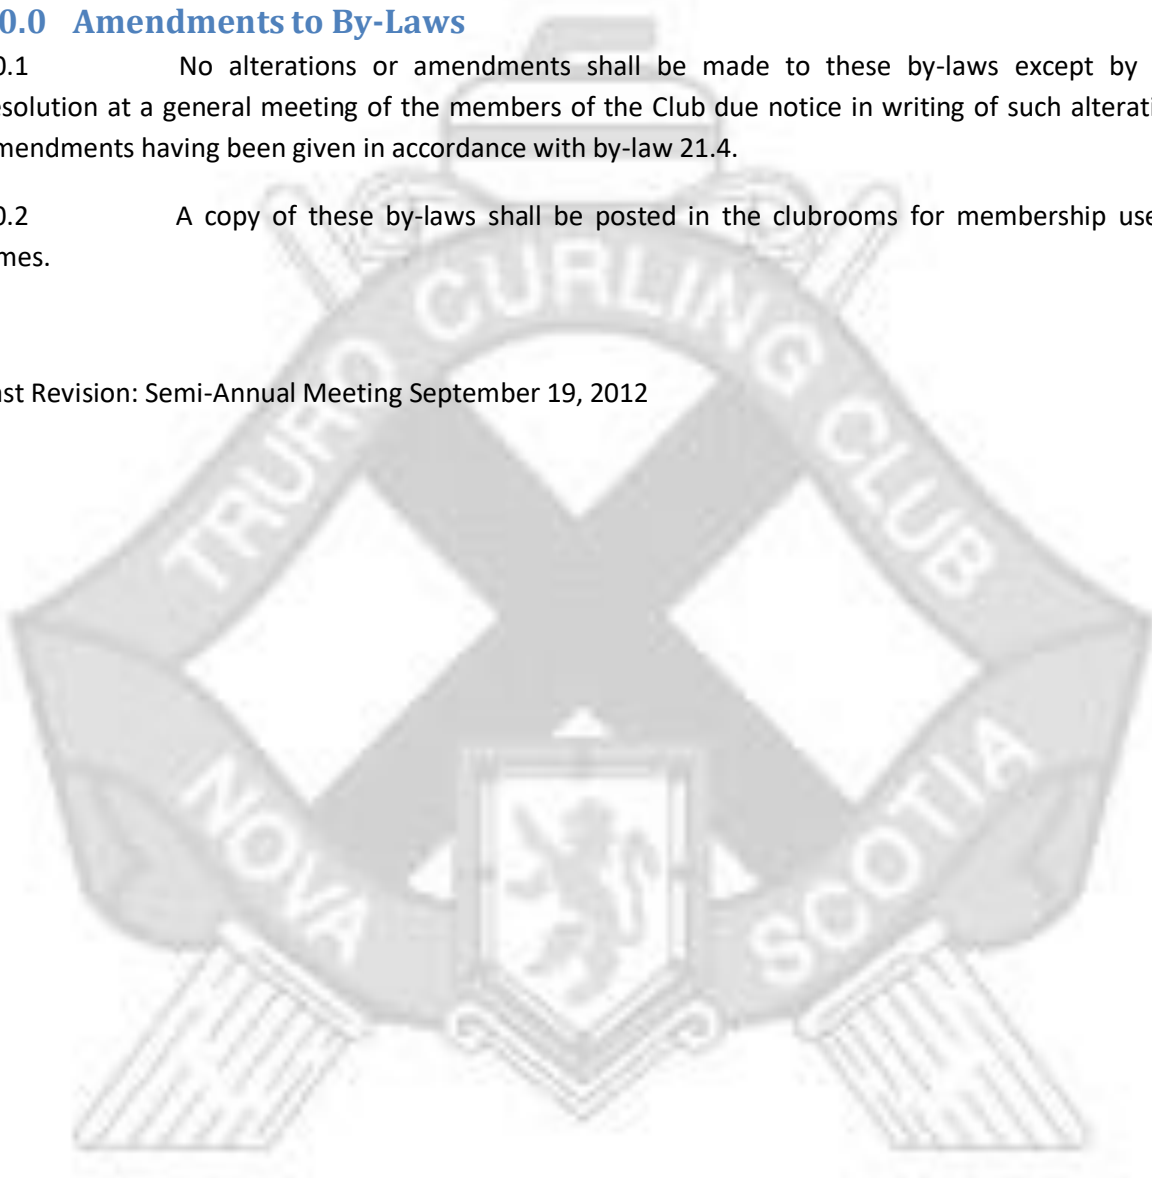 0.0 Amendments to By-Laws
0.1 No alterations or amendments shall be made to these by-laws except by
esolution at a general meeting of the members of the Club due notice in writing of such alterati
mendments having been given in accordance with by-law 21.4.
0.2 A copy of these by-laws shall be posted in the clubrooms for membership use
mes.
ast Revision: Semi-Annual Meeting September 19, 2012
TRURO CURLING CLUB
NOVA SCOTIA